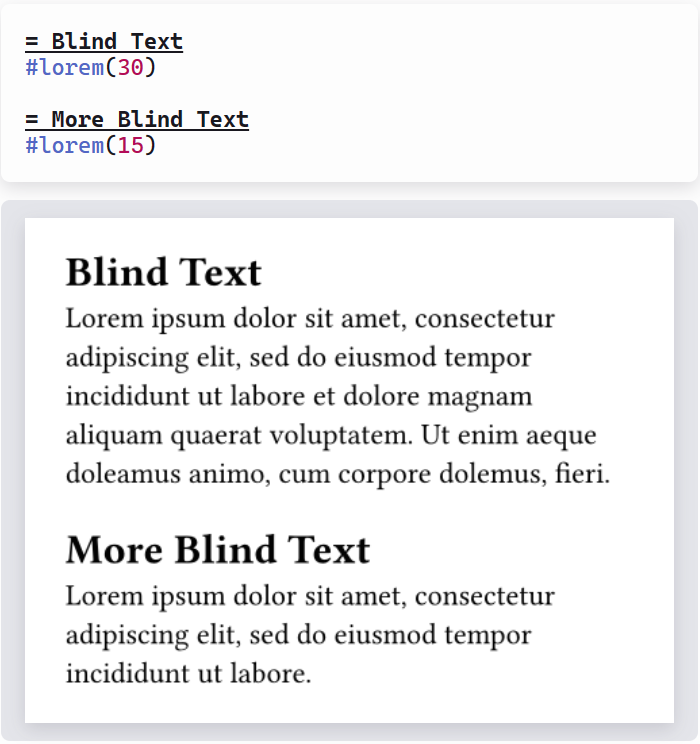 = Blind Text
#lorem(30)
= More Blind Text
#lorem(15)
Blind Text
Lorem ipsum dolor sit amet, consectetur
adipiscing elit, sed do eiusmod tempor
incididunt ut labore et dolore magnam
aliquam quaerat voluptatem. Ut enim aeque
doleamus animo, cum corpore dolemus, fieri.
More Blind Text
Lorem ipsum dolor sit amet, consectetur
adipiscing elit, sed do eiusmod tempor
incididunt ut labore.